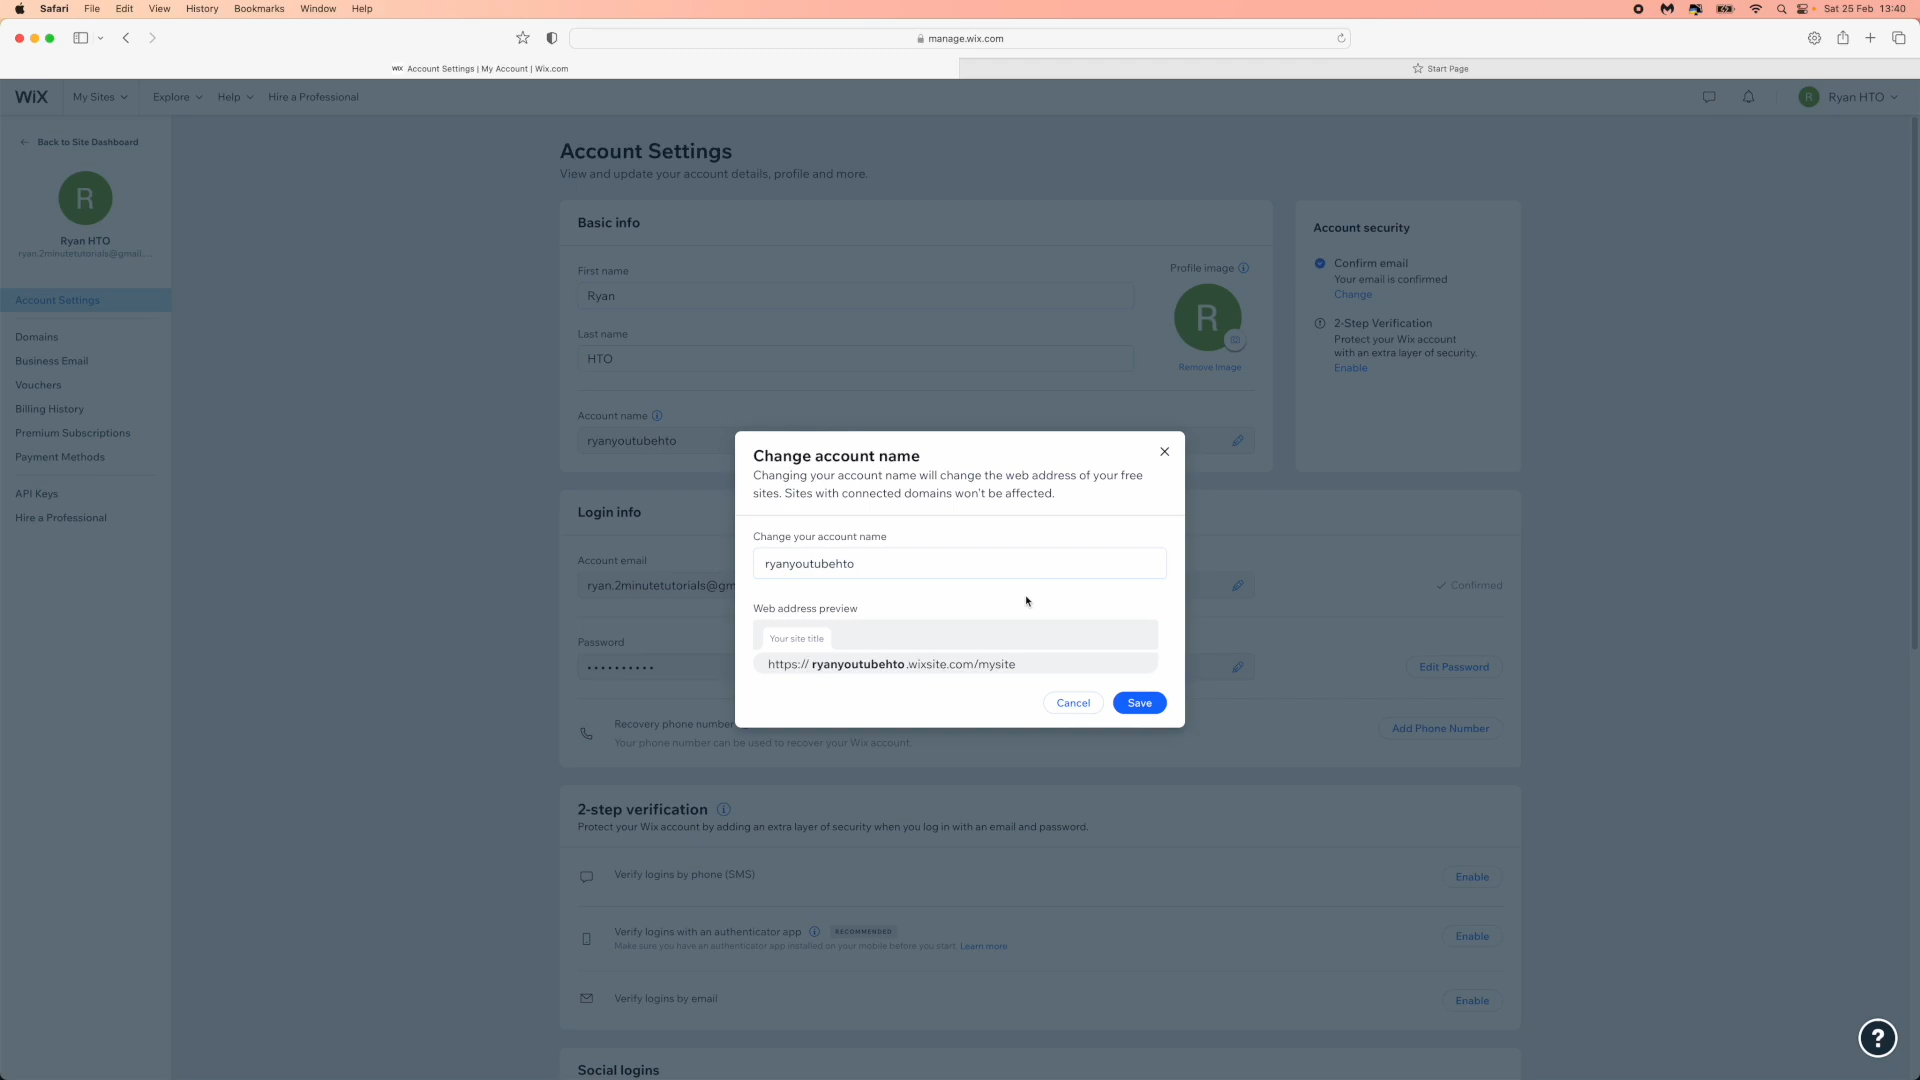 Safari File Edit View History Bookmarks Window Help
Sat 25 Feb 13:40
manage.wix.com
WIX Account Settings | My Account | Wix.com
Start Page
WiX My Sites Explore Help Hire a Professional
R Ryan HTO
Back to Site Dashboard
R
Ryan HTO
ryan.2minutetutorials@gmail....
Account Settings
Domains
Business Email
Vouchers
Billing History
Premium Subscriptions
Payment Methods
API Keys
Hire a Professional
Account Settings
View and update your account details, profile and more.
Basic info
First name
Ryan
Last name
HTO
Profile image
R
Remove Image
Account name
ryanyoutubehto
Account security
Confirm email
Your email is confirmed
Change
2-Step Verification
Protect your Wix account
with an extra layer of security.
Enable
Change account name
Changing your account name will change the web address of your free
sites. Sites with connected domains won't be affected.
Change your account name
ryanyoutubehto
Web address preview
Your site title
https:// ryanyoutubehto.wixsite.com/mysite
Cancel Save
Login info
Account email
ryan.2minutetutorials@gm
Confirmed
Password
Edit Password
Recovery phone number
Your phone number can be used to recover your Wix account.
Add Phone Number
2-step verification
Protect your Wix account by adding an extra layer of security when you log in with an email and password.
Verify logins by phone (SMS)
Enable
Verify logins with an authenticator app RECOMMENDED
Make sure you have an authenticator app installed on your mobile before you start. Learn more
Enable
Verify logins by email
Enable
Social logins
?